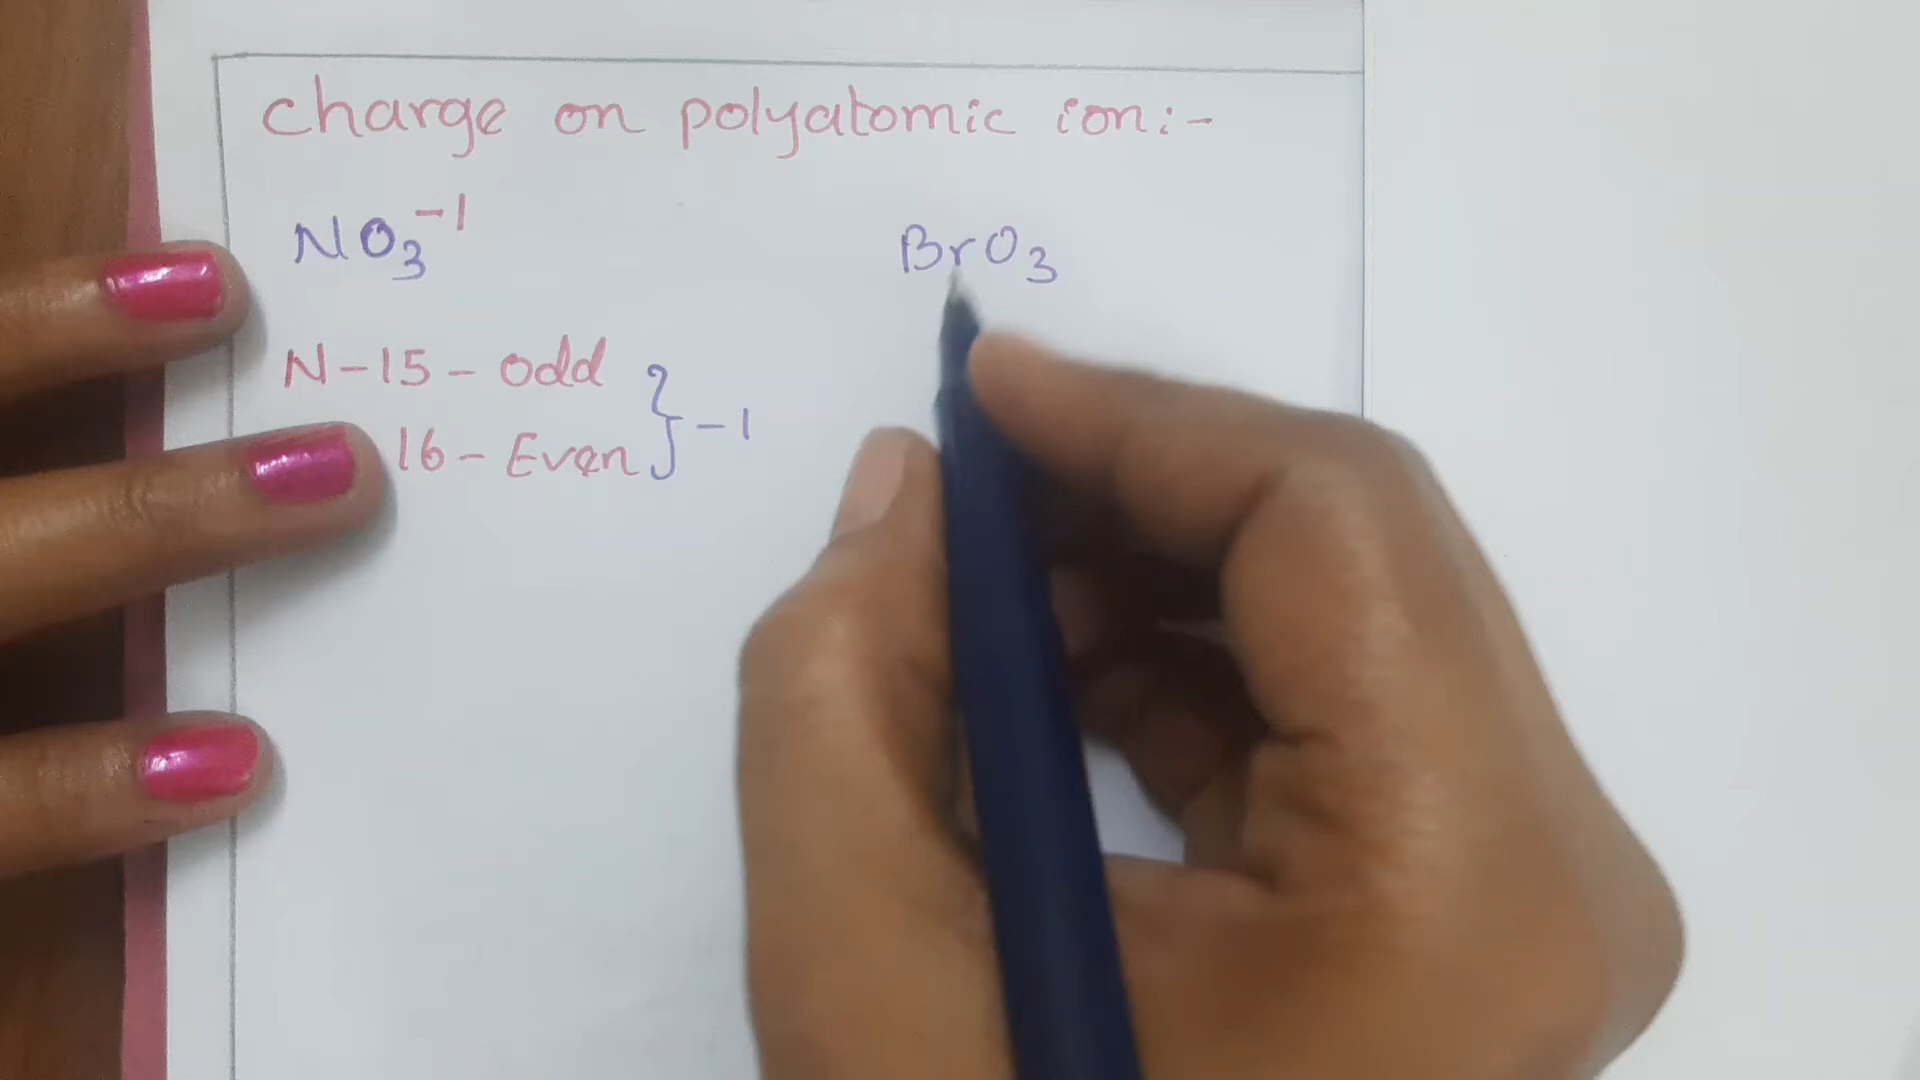 charge on polyatomic ion:-
NO3-1
BrO3
N-15- odd
16- Even } -1